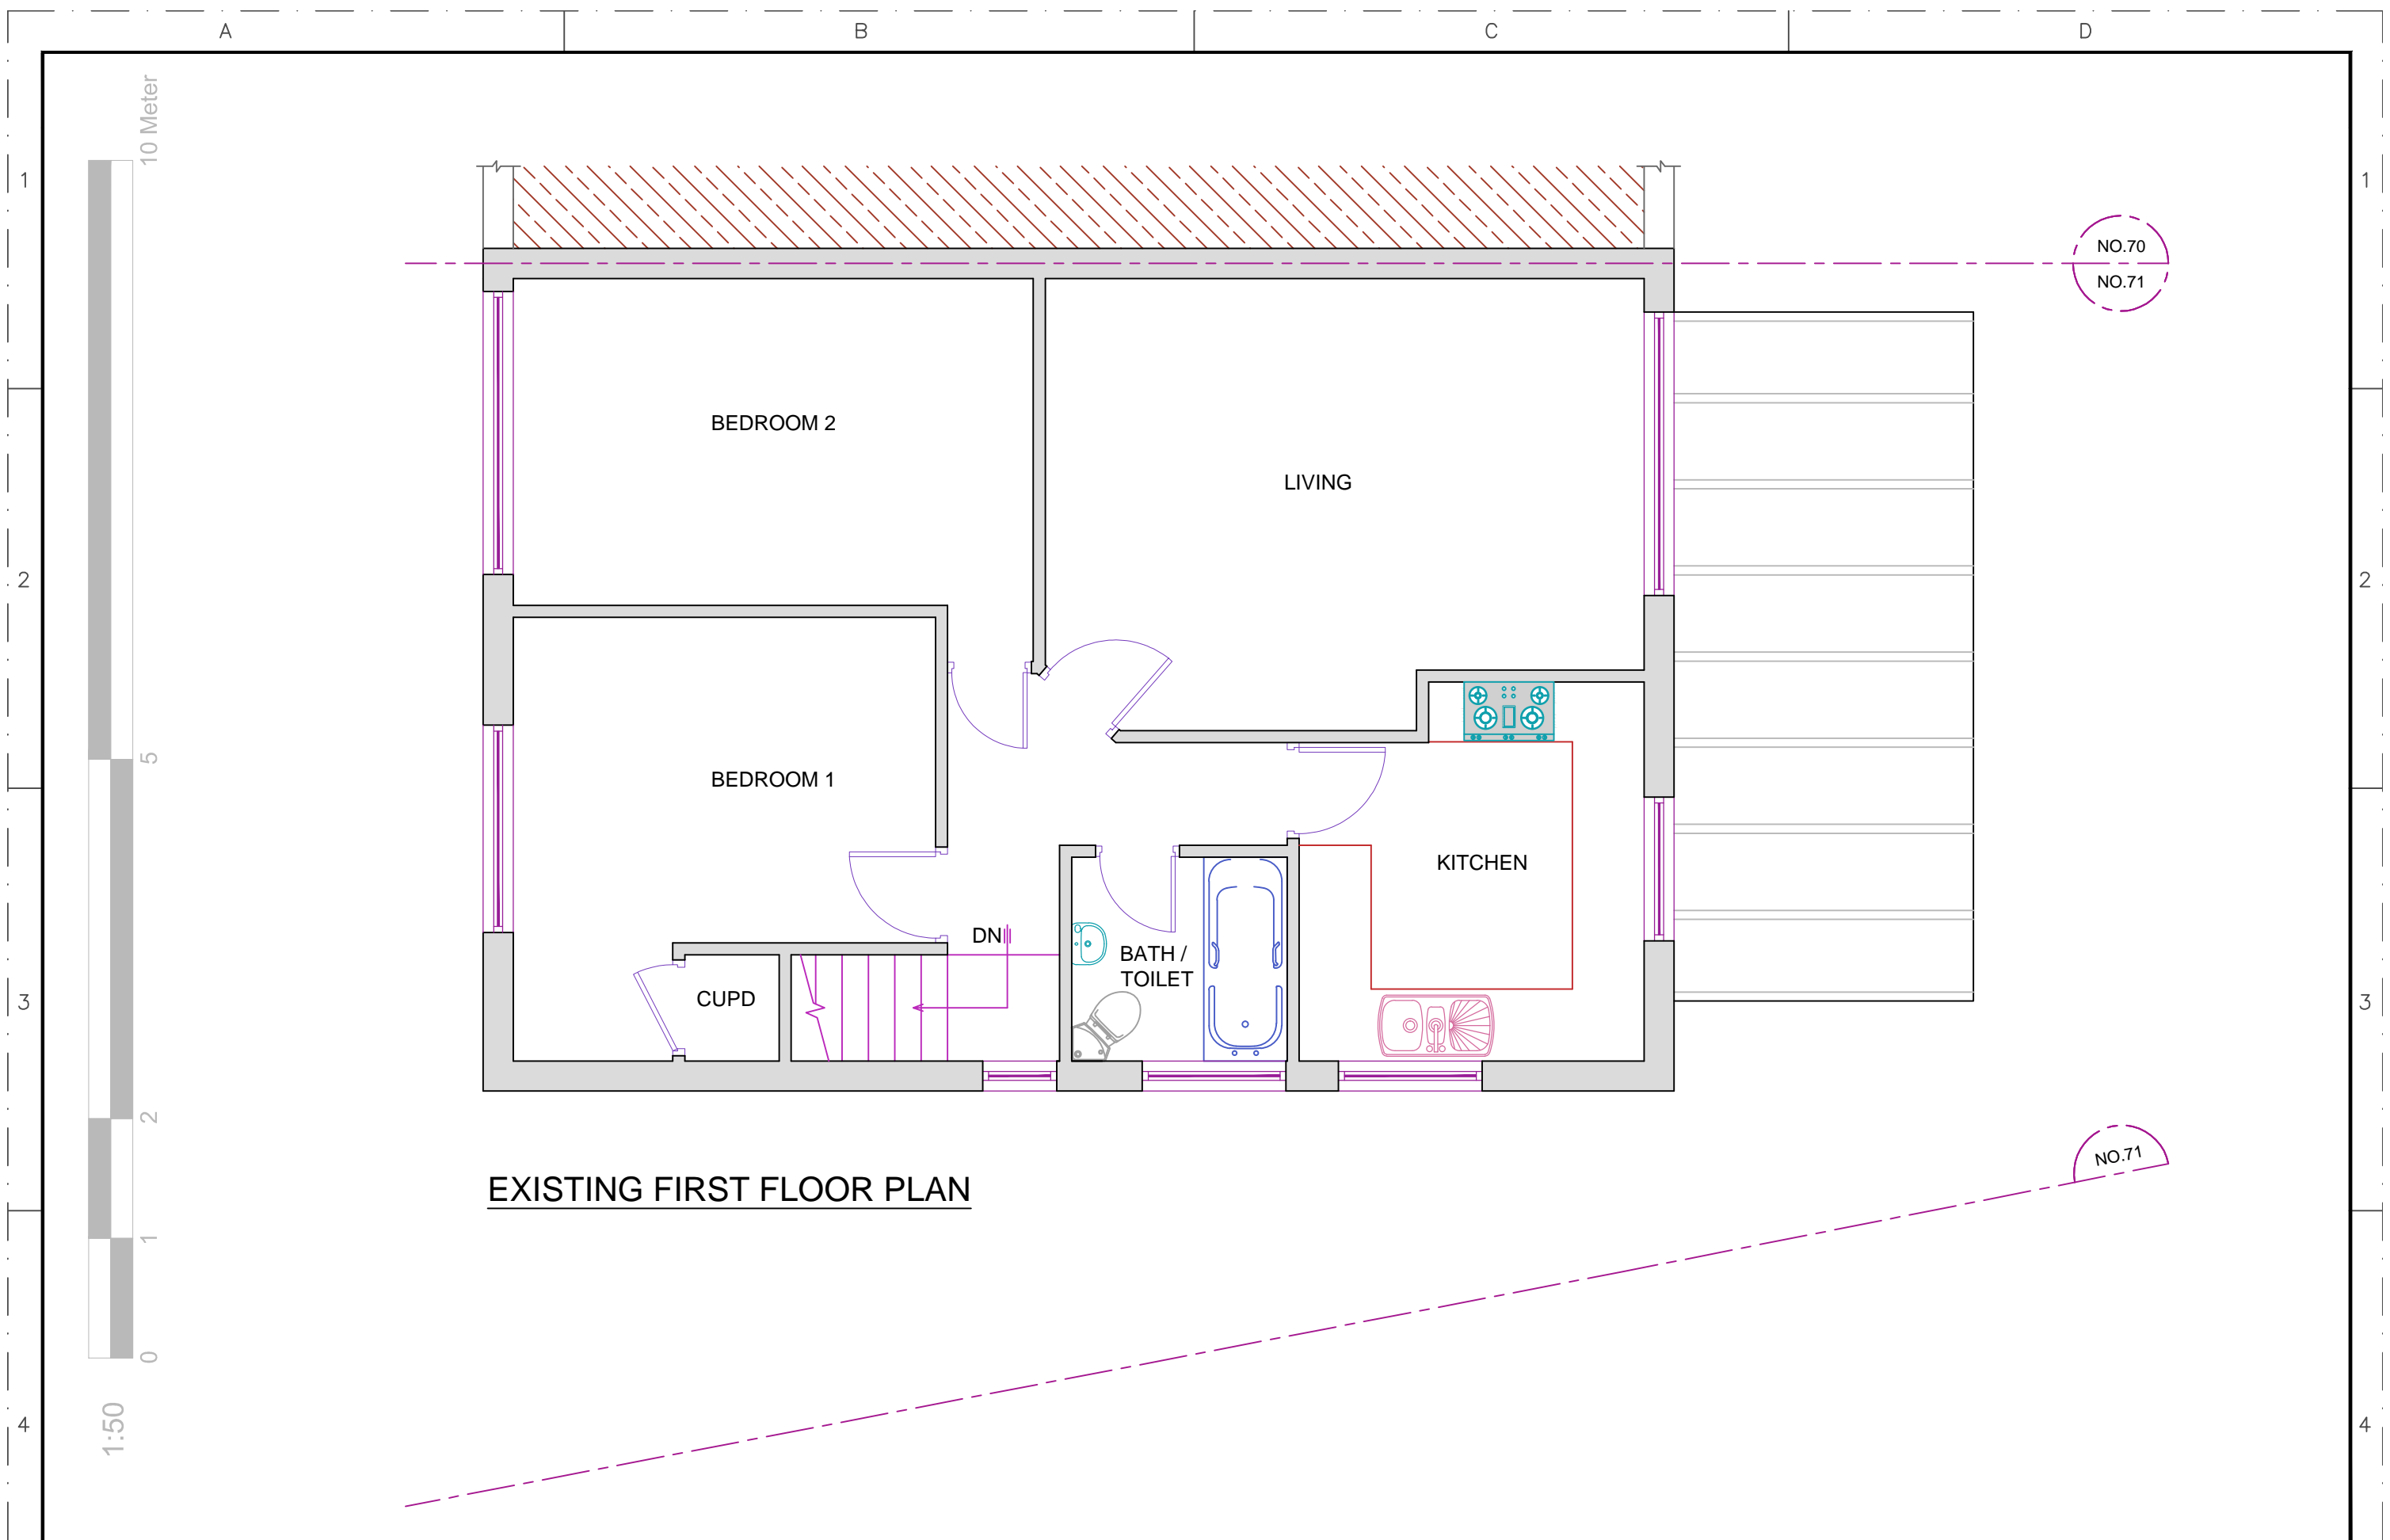 A
B
C
D
1
1
10 Meter
NO.70
NO.71
BEDROOM 2
LIVING
2
2
5
BEDROOM 1
KITCHEN
DN
BATH /
TOILET
CUPD
3
3
2
NO.71
EXISTING FIRST FLOOR PLAN
1
0
1:50
4
4